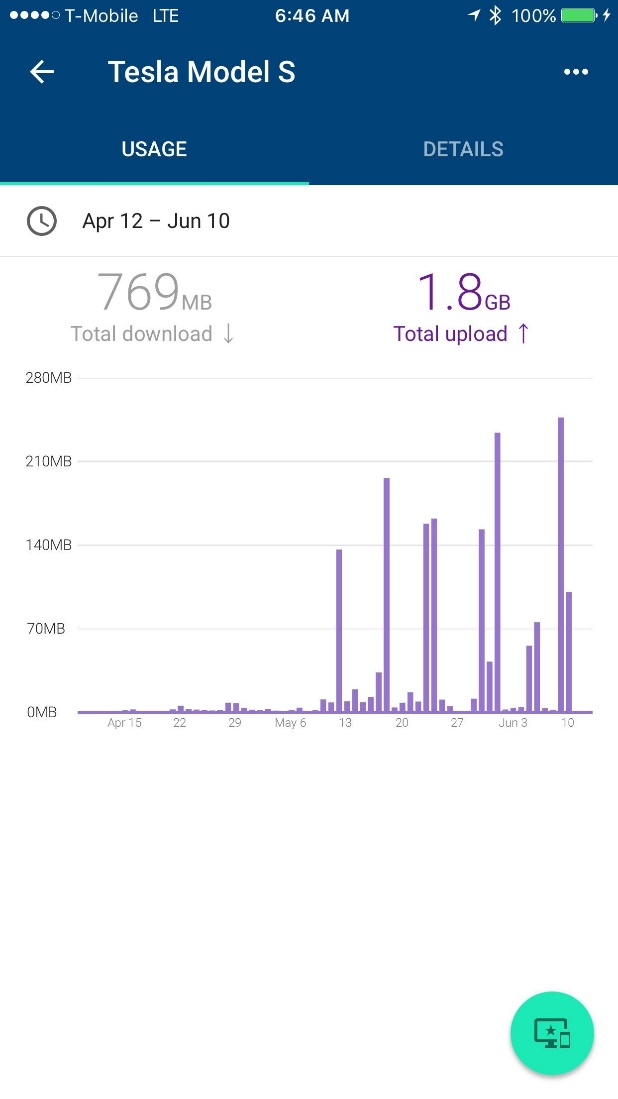 T-Mobile LTE 6:46 AM 100%
Tesla Model S
USAGE DETAILS
Apr 12 – Jun 10
769MB 1.8GB
Total download ↓ Total upload ↑
280MB
210MB
140MB
70MB
0MB
Apr 15 22 29 May 6 13 20 27 Jun 3 10